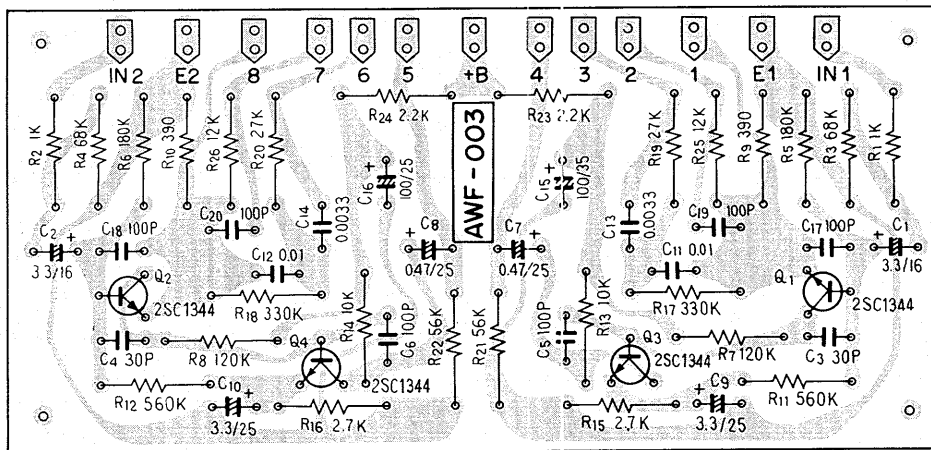 IN 2 E2 8 7 6 5 +B 4 3 2 1 E1 IN 1
R24 2.2K
R23 2.2K
R2 1K
R4 68K
R6 180K
R10 390
R26 12K
R20 27K
C16 + 100/25
AWF-003
C15 + 100/35
R19 27K
R25 12K
R9 390
R5 180K
R3 68K
R1 1K
C2 + 3.3/16
C18 100P
C20 100P
C14 0.0033
C8 + 0.47/25
C7 + 0.47/25
C13 0.0033
C19 100P
C17 100P
C1 + 3.3/16
C12 0.01
C11 0.01
Q2 2SC1344
R18 330K
R17 330K
Q1 2SC1344
R14 10K
C6 100P
R22 56K
R21 56K
C5 100P
R13 10K
C4 30P
R8 120K
Q4 2SC1344
Q3 2SC1344
R7 120K
C3 30P
R12 560K
C10 + 3.3/25
R16 2.7K
R15 2.7K
C9 + 3.3/25
R11 560K